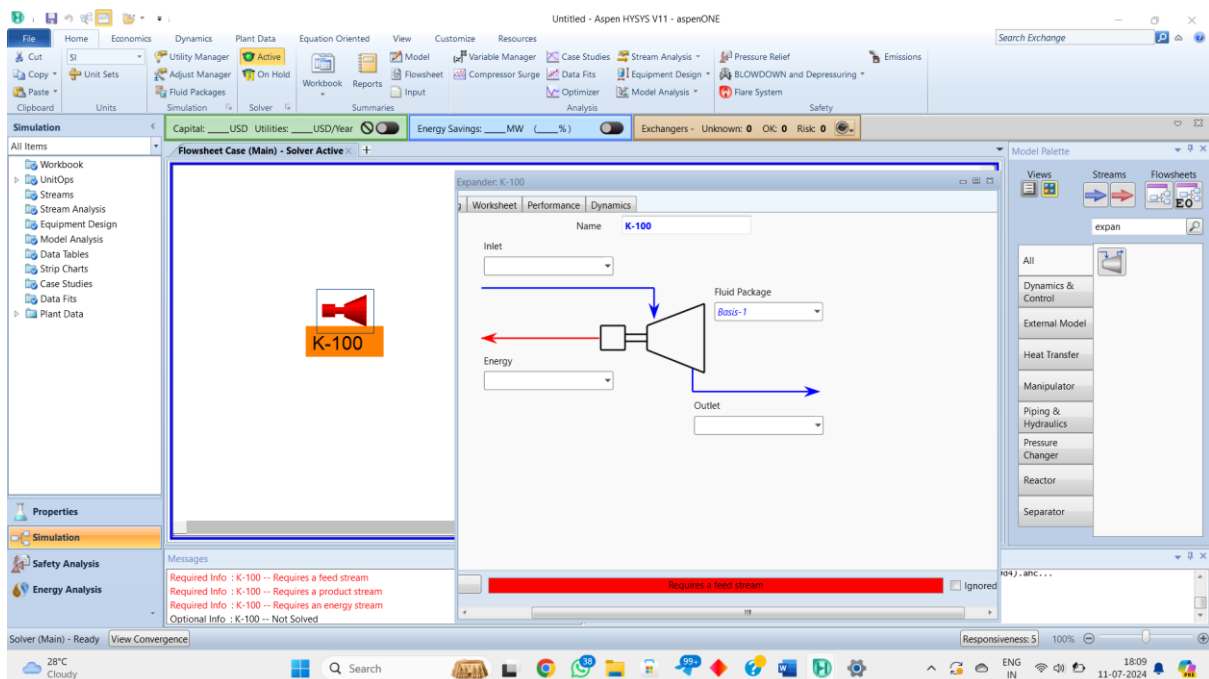 Untitled - Aspen HYSYS V11 - aspenONE
File Home Economics Dynamics Plant Data Equation Oriented View Customize Resources Search Exchange
Cut SI Utility Manager Active Model Variable Manager Case Studies Stream Analysis Pressure Relief Emissions
Copy Unit Sets Adjust Manager On Hold Workbook Reports Flowsheet Compressor Surge Data Fits Equipment Design BLOWDOWN and Depressuring
Paste Fluid Packages Input Optimizer Model Analysis Flare System
Clipboard Units Simulation Solver Summaries Analysis Safety
Simulation
All Items
Workbook
UnitOps
Streams
Stream Analysis
Equipment Design
Model Analysis
Data Tables
Strip Charts
Case Studies
Data Fits
Plant Data
Properties
Simulation
Safety Analysis
Energy Analysis
Capital: ____USD Utilities: ____USD/Year Energy Savings: ____MW (____%) Exchangers - Unknown: 0 OK: 0 Risk: 0
Flowsheet Case (Main) - Solver Active +
K-100
Expander: K-100
Worksheet Performance Dynamics
Name K-100
Inlet
Fluid Package
Basis-1
Energy
Outlet
Requires a feed stream
Ignored
Model Palette
Views Streams Flowsheets
EO
expan
All
Dynamics &
Control
External Model
Heat Transfer
Manipulator
Piping &
Hydraulics
Pressure
Changer
Reactor
Separator
Messages
Required Info : K-100 -- Requires a feed stream
Required Info : K-100 -- Requires a product stream
Required Info : K-100 -- Requires an energy stream
Optional Info : K-100 -- Not Solved
Solver (Main) - Ready View Convergence Responsiveness: 5 100%
28°C
Cloudy
Search
38
99+
ENG
IN
18:09
11-07-2024
PRE